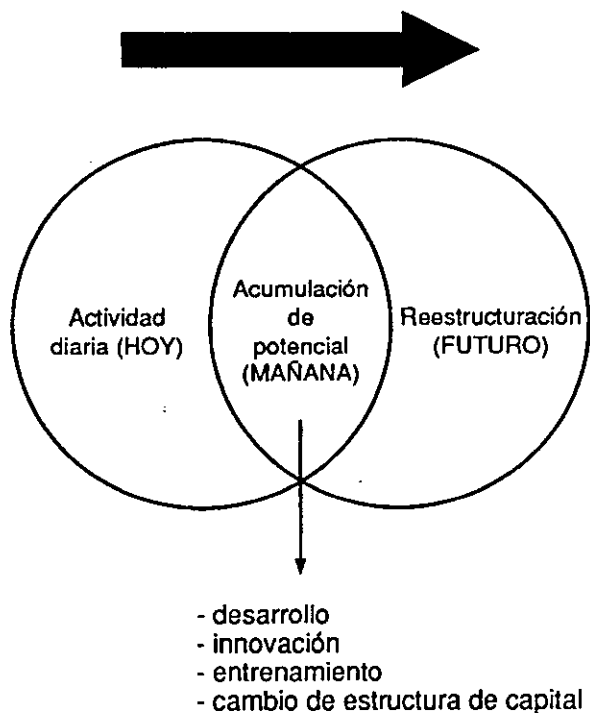 Actividad
diaria (HOY)
Acumulación
de
potencial
(MAÑANA)
Reestructuración
(FUTURO)
- desarrollo
- innovación
- entrenamiento
- cambio de estructura de capital